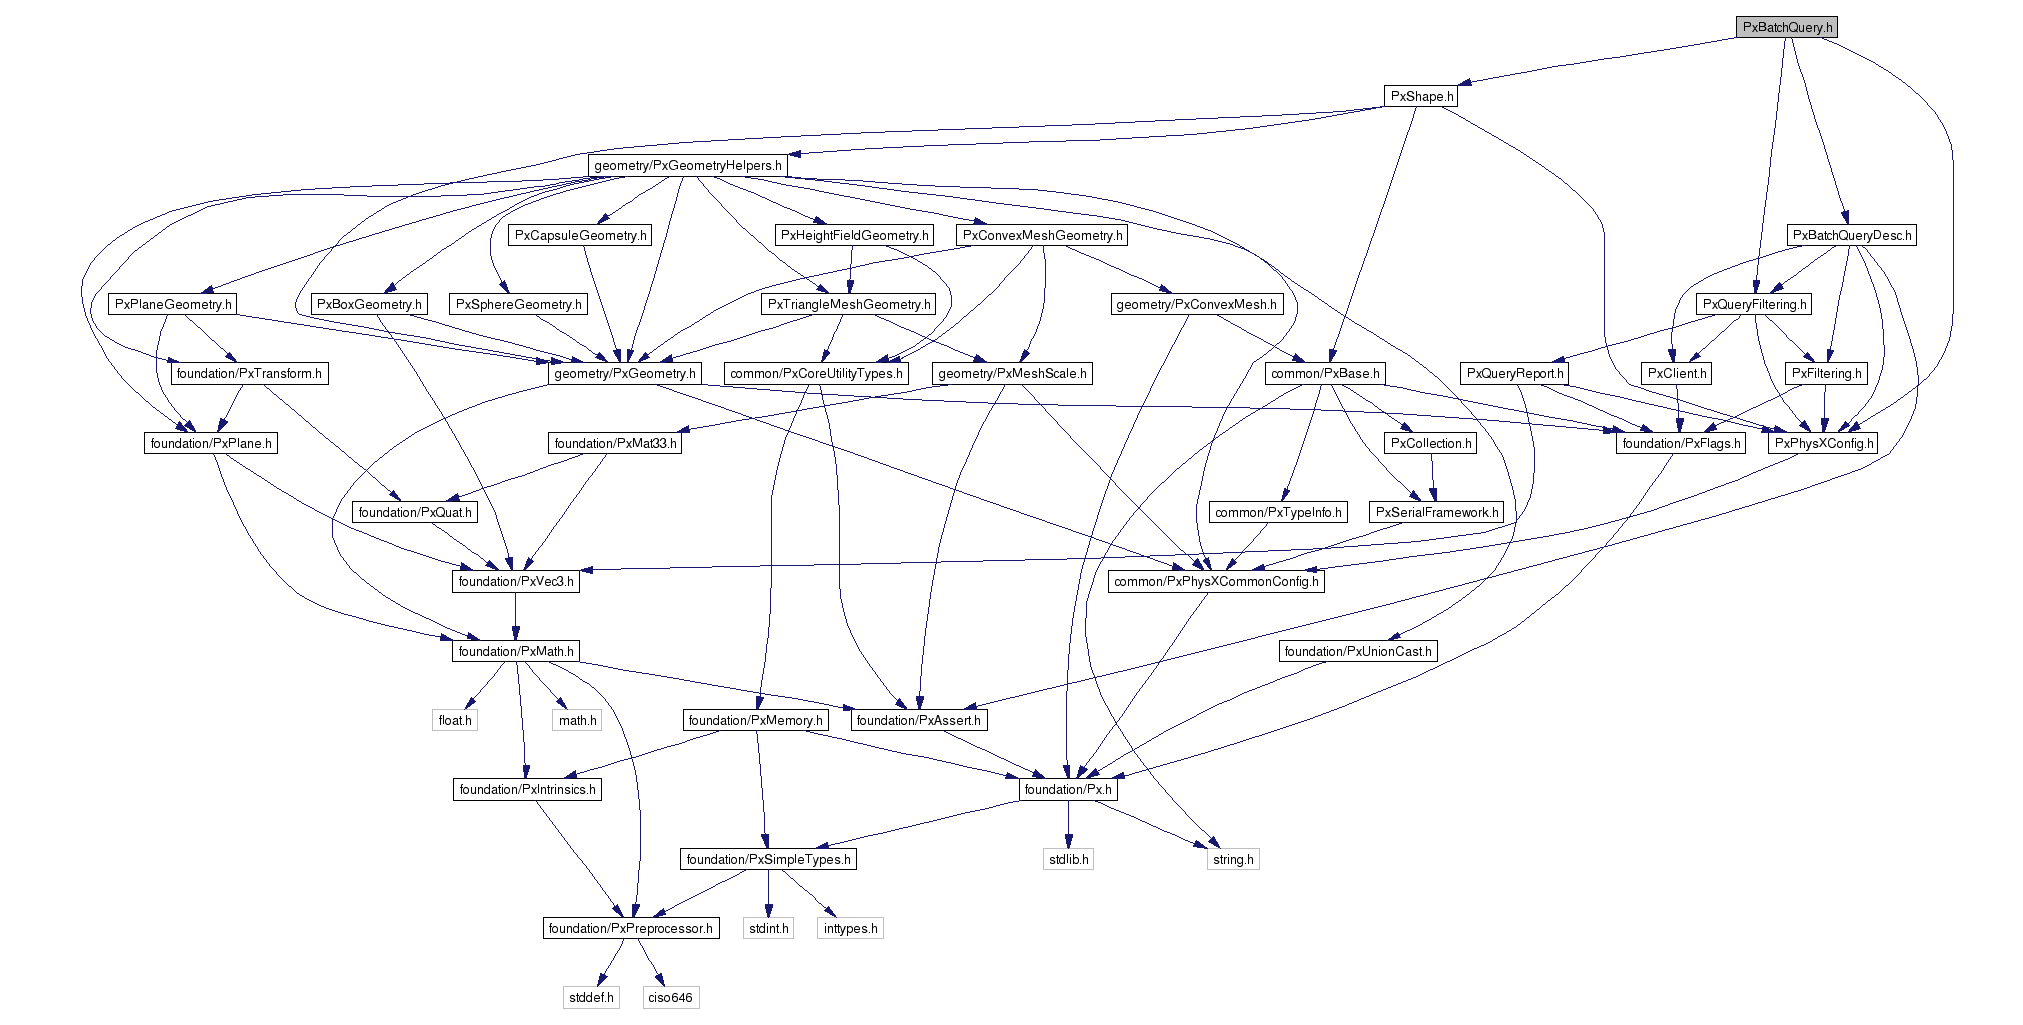 PxBatchQuery.h
PxShape.h
geometry/PxGeometryHelpers.h
PxCapsuleGeometry.h
PxHeightFieldGeometry.h
PxConvexMeshGeometry.h
PxBatchQueryDesc.h
PxPlaneGeometry.h
PxBoxGeometry.h
PxSphereGeometry.h
PxTriangleMeshGeometry.h
geometry/PxConvexMesh.h
PxQueryFiltering.h
foundation/PxTransform.h
geometry/PxGeometry.h
common/PxCoreUtilityTypes.h
geometry/PxMeshScale.h
common/PxBase.h
PxQueryReport.h
PxClient.h
PxFiltering.h
foundation/PxPlane.h
foundation/PxMat33.h
PxCollection.h
foundation/PxFlags.h
PxPhysXConfig.h
foundation/PxQuat.h
common/PxTypeInfo.h
PxSerialFramework.h
foundation/PxVec3.h
common/PxPhysXCommonConfig.h
foundation/PxMath.h
foundation/PxUnionCast.h
float.h
math.h
foundation/PxMemory.h
foundation/PxAssert.h
foundation/PxIntrinsics.h
foundation/Px.h
foundation/PxSimpleTypes.h
stdlib.h
string.h
foundation/PxPreprocessor.h
stdint.h
inttypes.h
stddef.h
ciso646